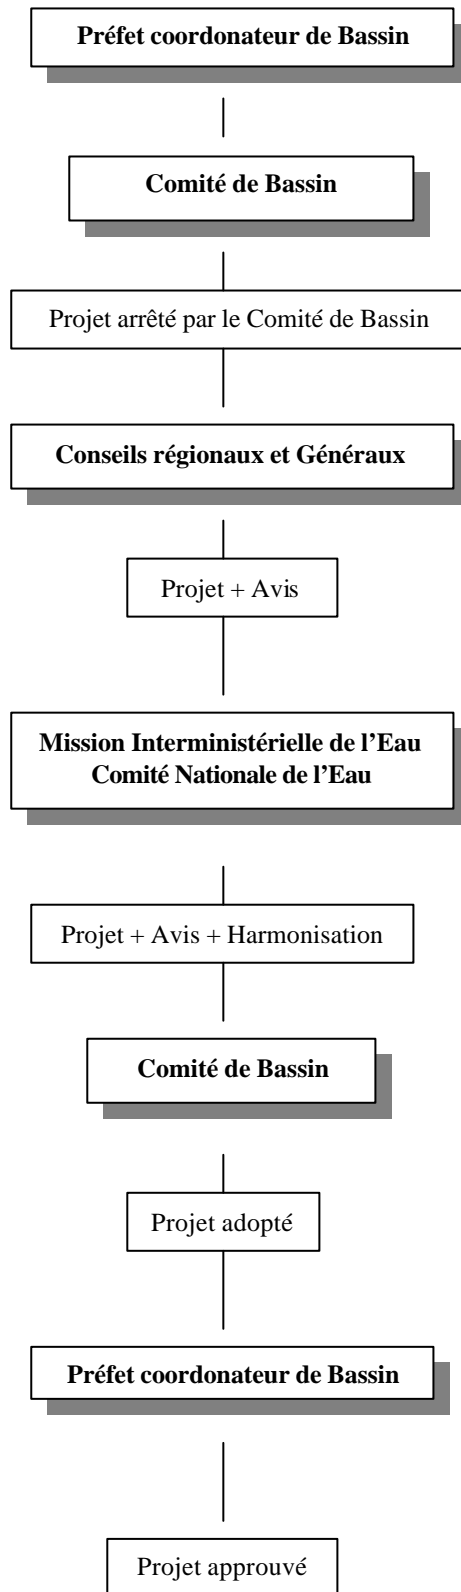 Préfet coordonateur de Bassin
Comité de Bassin
Projet arrêté par le Comité de Bassin
Conseils régionaux et Généraux
Projet + Avis
Mission Interministérielle de l’Eau
Comité Nationale de l’Eau
Projet + Avis + Harmonisation
Comité de Bassin
Projet adopté
Préfet coordonateur de Bassin
Projet approuvé